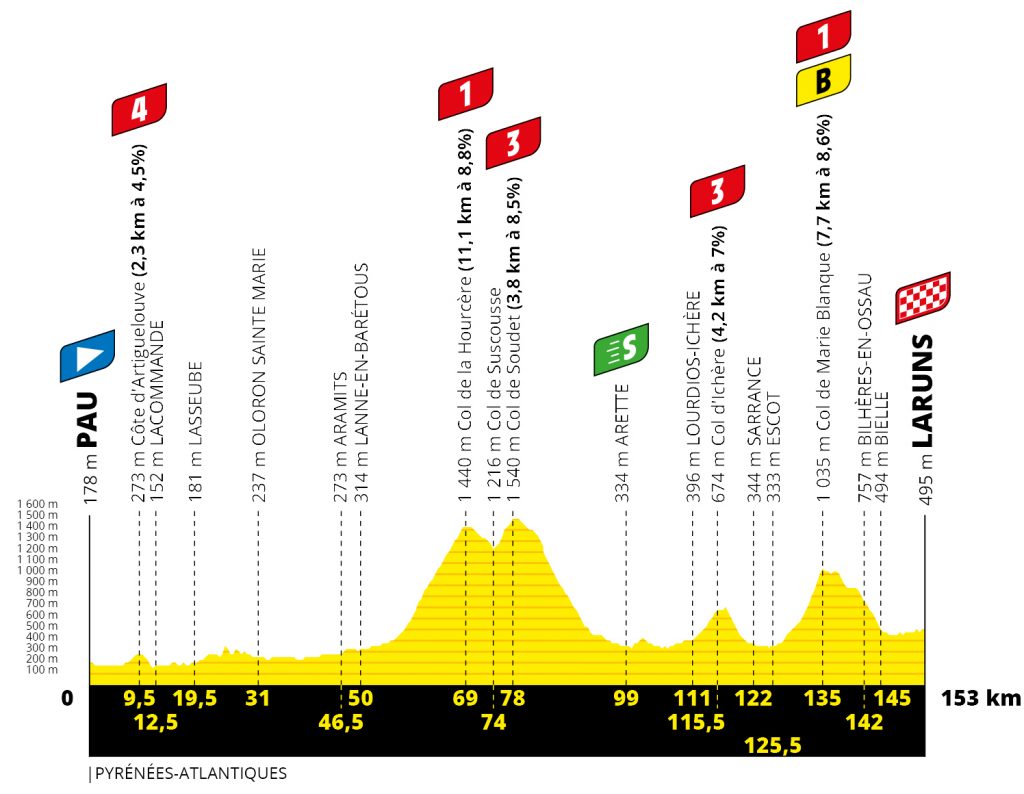 1
B
4
1
3
3
S
178 m PAU
273 m Côte d'Artiguelouve (2,3 km à 4,5%)
152 m LACOMMANDE
181 m LASSEUBE
237 m OLORON SAINTE MARIE
273 m ARAMITS
314 m LANNE-EN-BARÉTOUS
1 440 m Col de la Hourcère (11,1 km à 8,8%)
1 216 m Col de Suscousse
1 540 m Col de Soudet (3,8 km à 8,5%)
334 m ARETTE
396 m LOURDIOS-ICHÈRE
674 m Col d'Ichère (4,2 km à 7%)
344 m SARRANCE
333 m ESCOT
1 035 m Col de Marie Blanque (7,7 km à 8,6%)
757 m BILHÈRES-EN-OSSAU
494 m BIELLE
495 m LARUNS
1 600 m
1 500 m
1 400 m
1 300 m
1 200 m
1 100 m
1 000 m
900 m
800 m
700 m
600 m
500 m
400 m
300 m
200 m
100 m
0 9,5 19,5 31 50 69 78 99 111 122 135 145 153 km
12,5 46,5 74 115,5 142
125,5
PYRÉNÉES-ATLANTIQUES